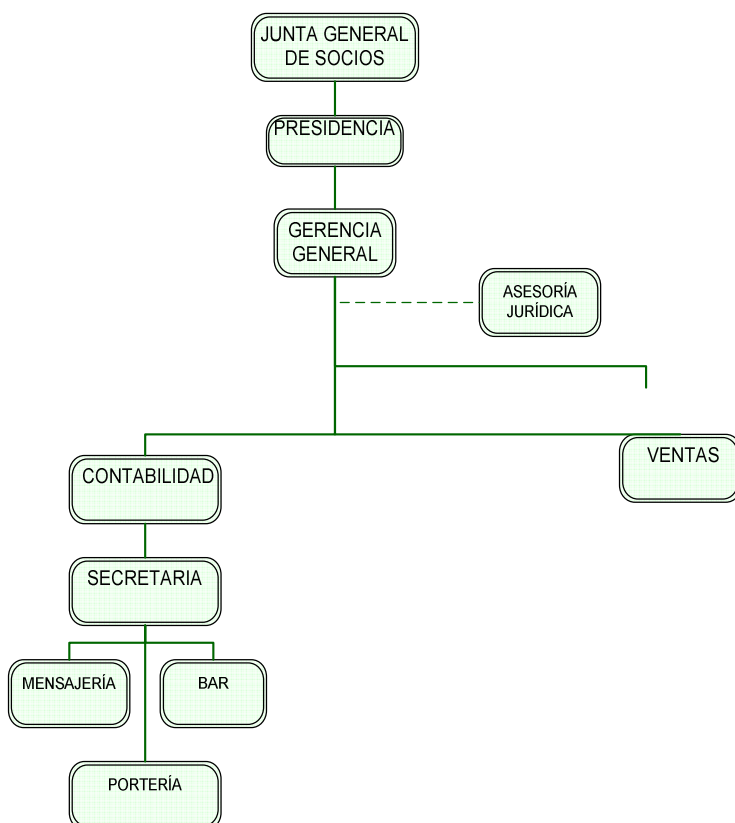 JUNTA GENERAL
DE SOCIOS
PRESIDENCIA
GERENCIA
GENERAL
ASESORÍA
JURÍDICA
VENTAS
CONTABILIDAD
SECRETARIA
MENSAJERÍA
BAR
PORTERÍA